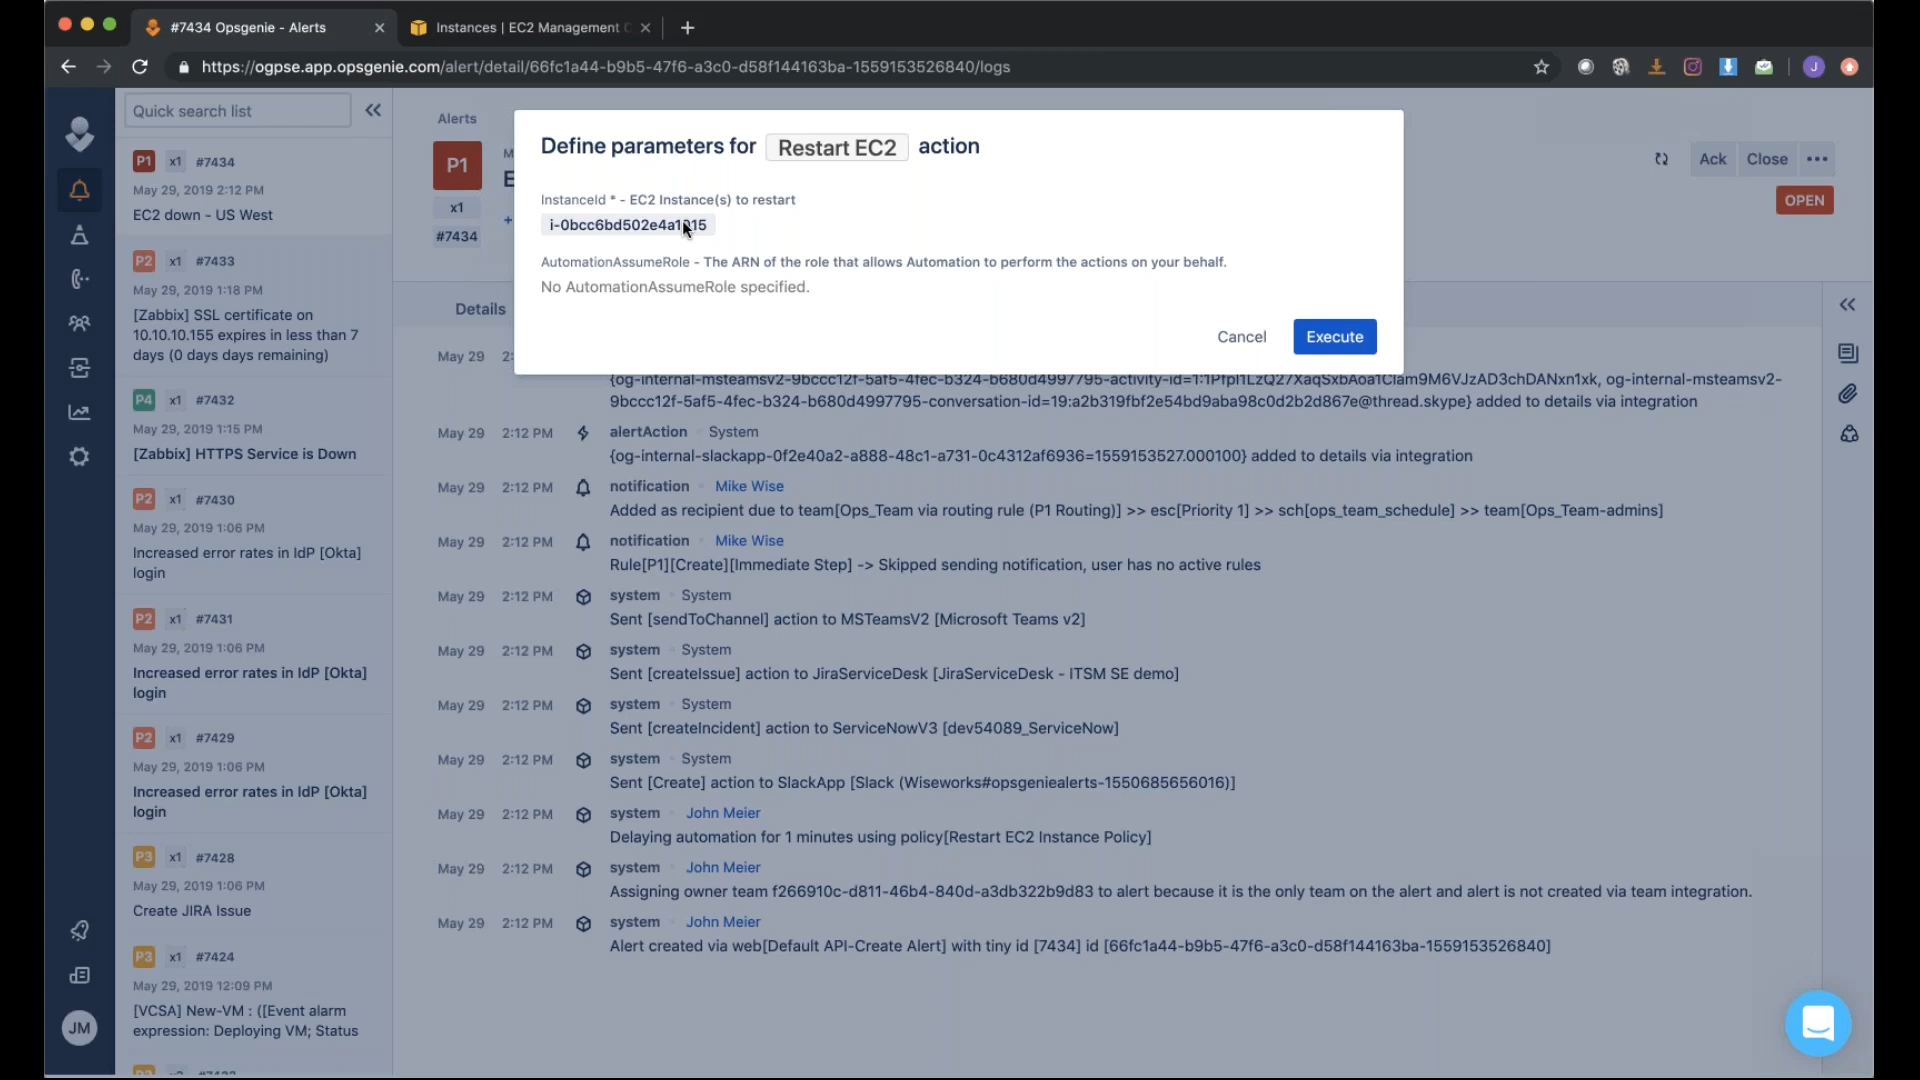 #7434 Opsgenie - Alerts
Instances | EC2 Management
https://ogpse.app.opsgenie.com/alert/detail/66fc1a44-b9b5-47f6-a3c0-d58f144163ba-1559153526840/logs
J
Quick search list
P1 x1 #7434
May 29, 2019 2:12 PM
EC2 down - US West
P2 x1 #7433
May 29, 2019 1:18 PM
[Zabbix] SSL certificate on
10.10.10.155 expires in less than 7
days (0 days days remaining)
P4 x1 #7432
May 29, 2019 1:15 PM
[Zabbix] HTTPS Service is Down
P2 x1 #7430
May 29, 2019 1:06 PM
Increased error rates in IdP [Okta]
login
P2 x1 #7431
May 29, 2019 1:06 PM
Increased error rates in IdP [Okta]
login
P2 x1 #7429
May 29, 2019 1:06 PM
Increased error rates in IdP [Okta]
login
P3 x1 #7428
May 29, 2019 1:06 PM
Create JIRA Issue
P3 x1 #7424
May 29, 2019 12:09 PM
[VCSA] New-VM : ([Event alarm
expression: Deploying VM; Status
JM
Alerts
P1
x1
#7434
Ack Close
OPEN
Define parameters for Restart EC2 action
InstanceId * - EC2 Instance(s) to restart
AutomationAssumeRole - The ARN of the role that allows Automation to perform the actions on your behalf.
No AutomationAssumeRole specified.
Cancel Execute
Details
May 29
{og-internal-msteamsv2-9bccc12f-5af5-4fec-b324-b680d4997795-activity-id=1:1Pfpl1LzQ27XaqSxbAoa1Clam9M6VJzAD3chDANxn1xk, og-internal-msteamsv2-
9bccc12f-5af5-4fec-b324-b680d4997795-conversation-id=19:a2b319fbf2e54bd9aba98c0d2b2d867e@thread.skype} added to details via integration
May 29 2:12 PM alertAction System
{og-internal-slackapp-0f2e40a2-a888-48c1-a731-0c4312af6936=1559153527.000100} added to details via integration
May 29 2:12 PM notification Mike Wise
Added as recipient due to team[Ops_Team via routing rule (P1 Routing)] >> esc[Priority 1] >> sch[ops_team_schedule] >> team[Ops_Team-admins]
May 29 2:12 PM notification Mike Wise
Rule[P1][Create][Immediate Step] -> Skipped sending notification, user has no active rules
May 29 2:12 PM system System
Sent [sendToChannel] action to MSTeamsV2 [Microsoft Teams v2]
May 29 2:12 PM system System
Sent [createIssue] action to JiraServiceDesk [JiraServiceDesk - ITSM SE demo]
May 29 2:12 PM system System
Sent [createIncident] action to ServiceNowV3 [dev54089_ServiceNow]
May 29 2:12 PM system System
Sent [Create] action to SlackApp [Slack (Wiseworks#opsgeniealerts-1550685656016)]
May 29 2:12 PM system John Meier
Delaying automation for 1 minutes using policy[Restart EC2 Instance Policy]
May 29 2:12 PM system John Meier
Assigning owner team f266910c-d811-46b4-840d-a3db322b9d83 to alert because it is the only team on the alert and alert is not created via team integration.
May 29 2:12 PM system John Meier
Alert created via web[Default API-Create Alert] with tiny id [7434] id [66fc1a44-b9b5-47f6-a3c0-d58f144163ba-1559153526840]